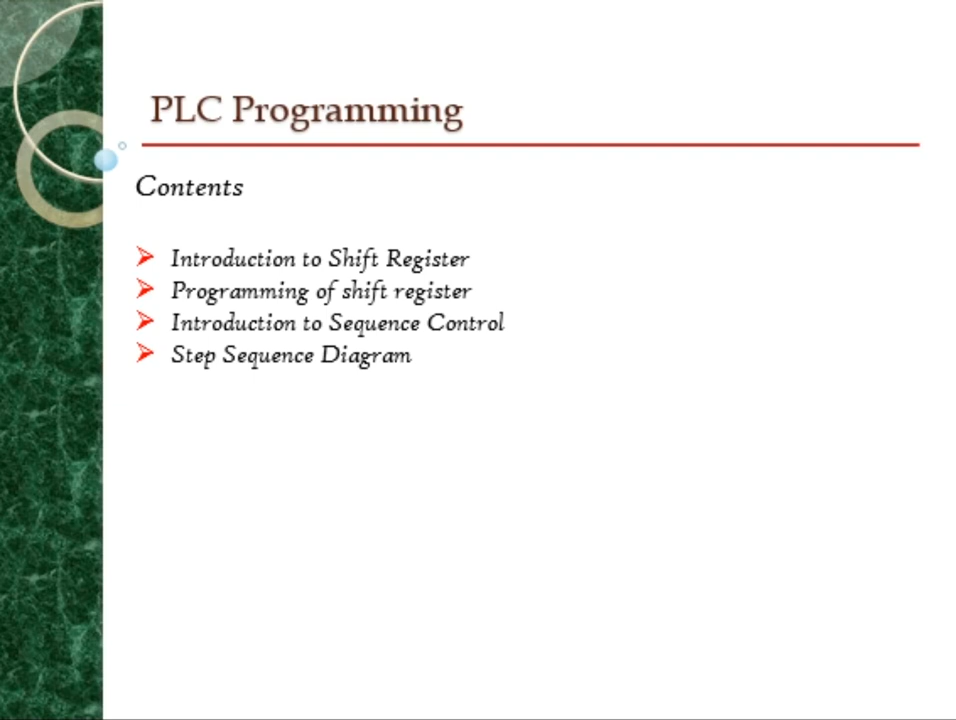 PLC Programming
Contents
Introduction to Shift Register
Programming of shift register
Introduction to Sequence Control
Step Sequence Diagram